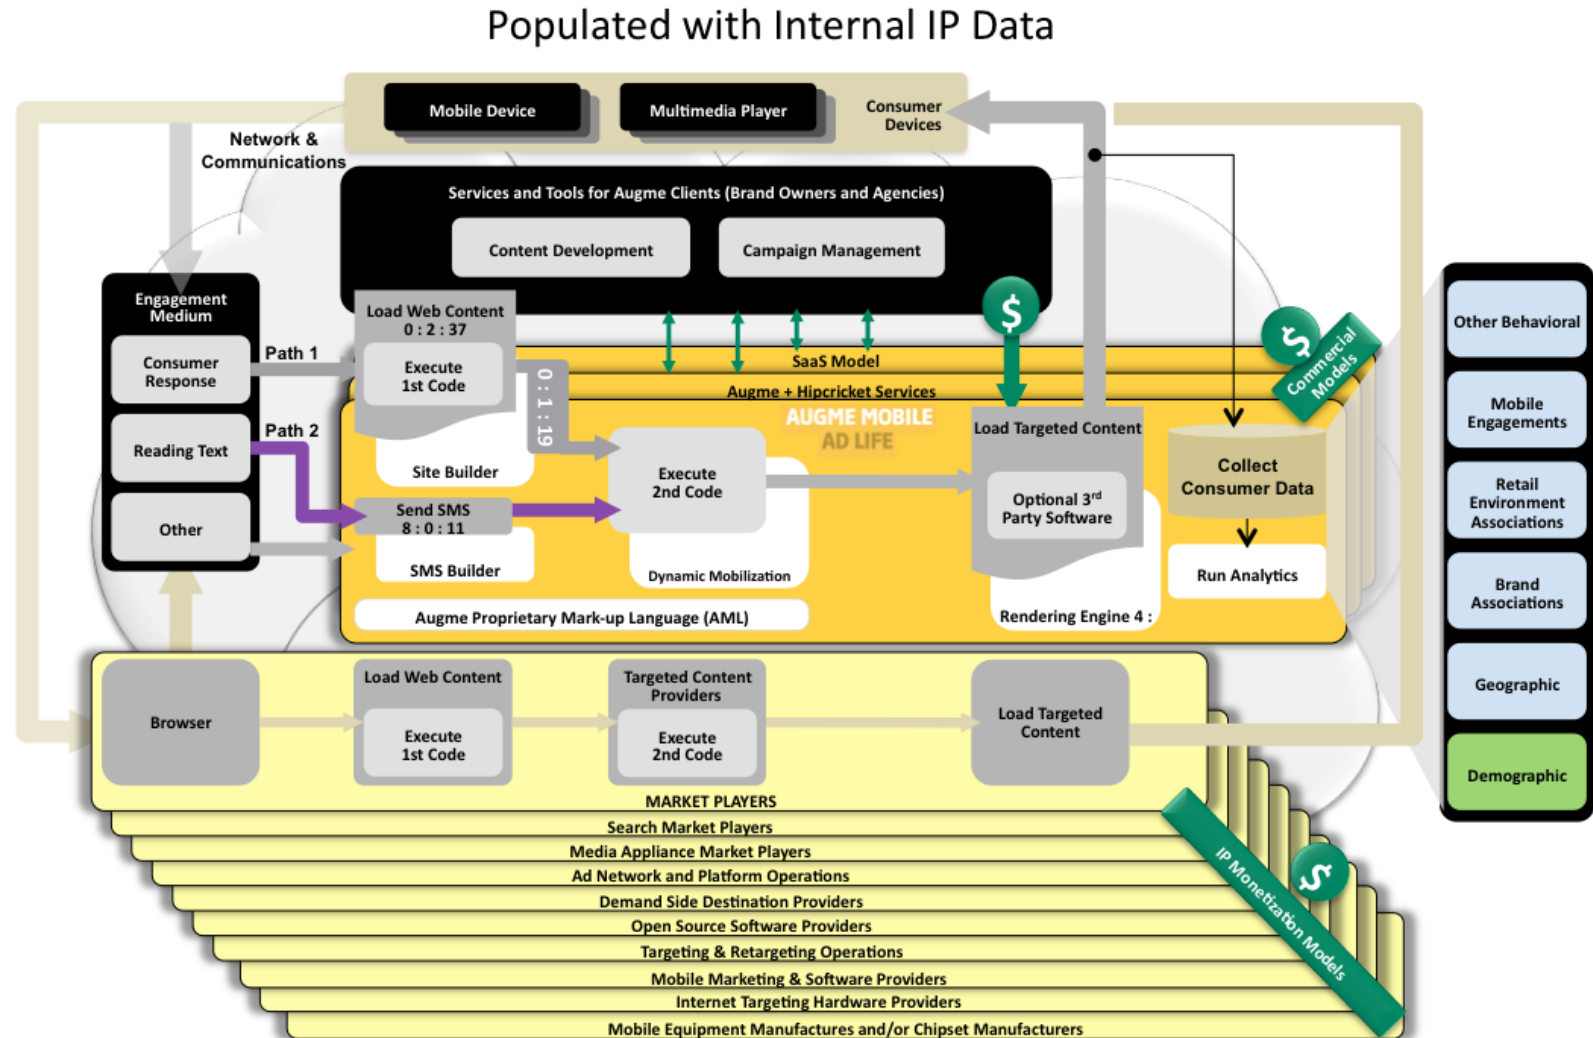 Populated with Internal IP Data
Mobile Device
Multimedia Player
Consumer
Devices
Network &
Communications
Services and Tools for Augme Clients (Brand Owners and Agencies)
Content Development
Campaign Management
Engagement
Medium
Consumer
Response
Reading Text
Other
Path 1
Path 2
Load Web Content
0 : 2 : 37
Execute
1st Code
0 : 1 : 19
Site Builder
Send SMS
8 : 0 : 11
SMS Builder
$
$
Commercial
Models
SaaS Model
Augme + Hipcricket Services
AUGME MOBILE
AD LIFE
Execute
2nd Code
Dynamic Mobilization
Load Targeted Content
Optional 3rd
Party Software
Rendering Engine 4 :
Collect
Consumer Data
Run Analytics
Augme Proprietary Mark-up Language (AML)
Other Behavioral
Mobile
Engagements
Retail
Environment
Associations
Brand
Associations
Geographic
Demographic
Browser
Load Web Content
Execute
1st Code
Targeted Content
Providers
Execute
2nd Code
Load Targeted
Content
MARKET PLAYERS
Search Market Players
Media Appliance Market Players
Ad Network and Platform Operations
Demand Side Destination Providers
Open Source Software Providers
Targeting & Retargeting Operations
Mobile Marketing & Software Providers
Internet Targeting Hardware Providers
Mobile Equipment Manufactures and/or Chipset Manufacturers
IP Monetization Models
$